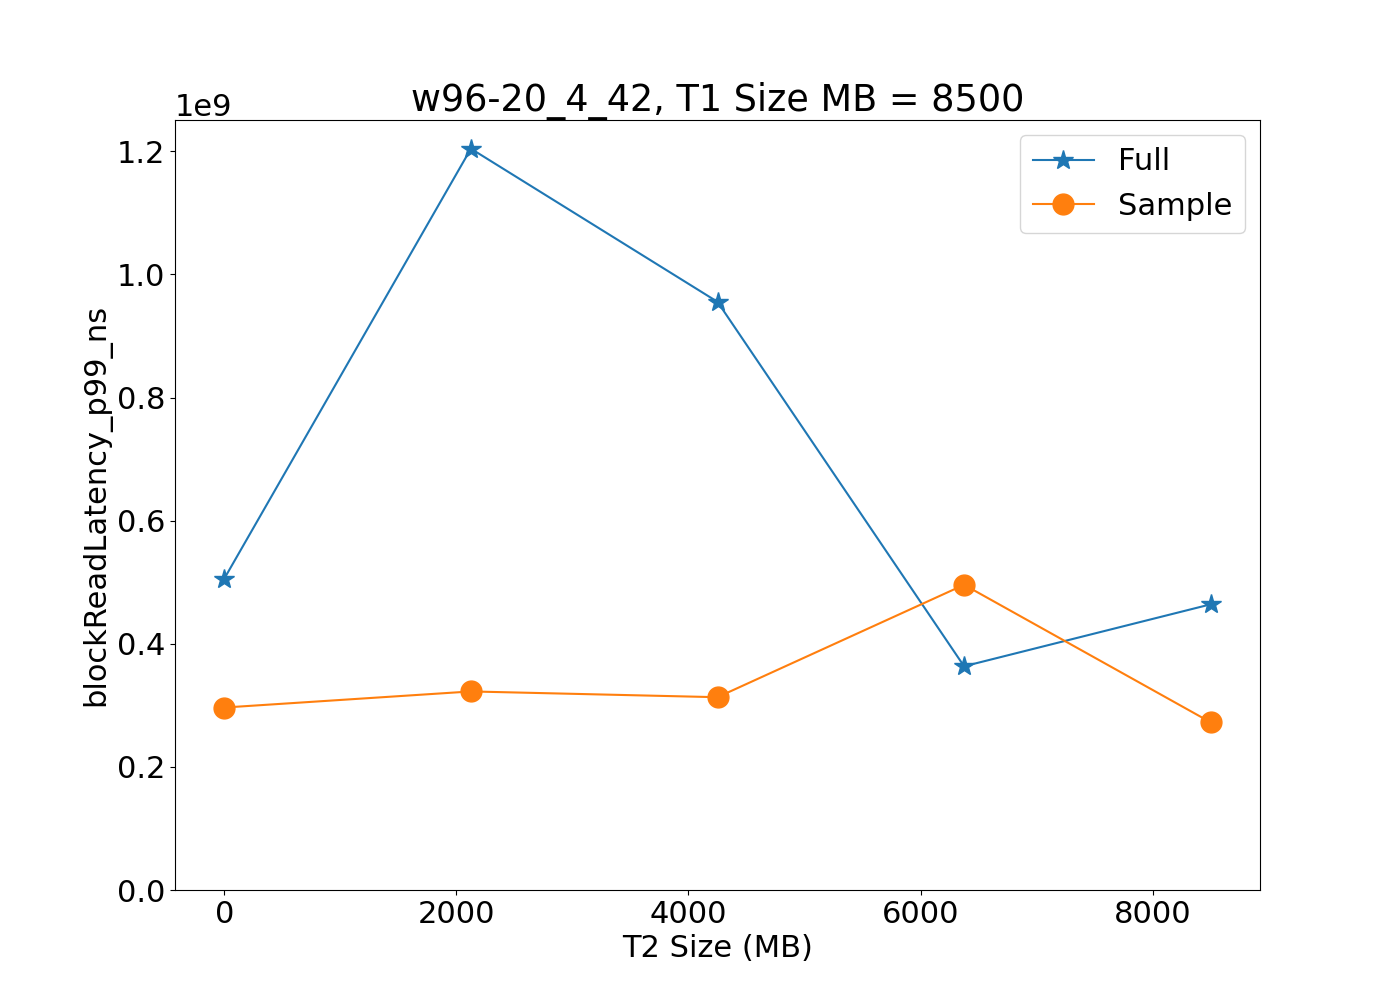 w96-20_4_42, T1 Size MB = 8500
1e9
Full
Sample
1.2
1.0
0.8
0.6
0.4
0.2
0.0
blockReadLatency_p99_ns
0 2000 4000 6000 8000
T2 Size (MB)